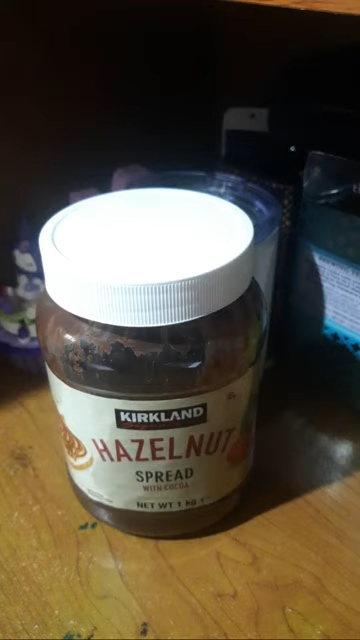 KIRKLAND
HAZELNUT
SPREAD
WITH COCOA
NET WT 1 KG